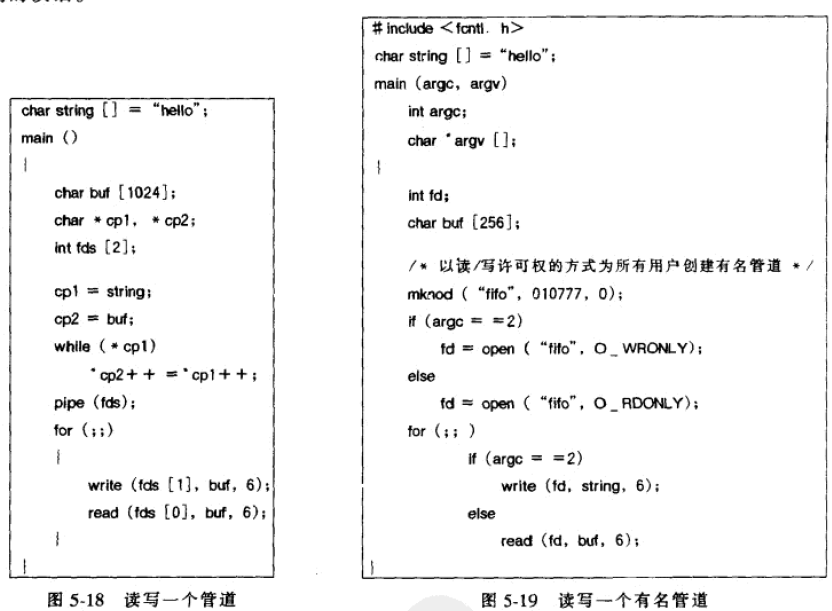 char string [] = “hello”;
main ()
{
char buf [1024];
char * cp1, * cp2;
int fds [2];
cp1 = string;
cp2 = buf;
while ( * cp1)
*cp2+ + = *cp1+ +;
pipe (fds);
for (;;)
{
write (fds [1], buf, 6);
read (fds [0], buf, 6);
}
}
图 5-18 读写一个管道
# include <fcntl. h>
char string [] = “hello”;
main (argc, argv)
int argc;
char *argv [];
{
int fd;
char buf [256];
/* 以读/写许可权的方式为所有用户创建有名管道 */
mknod ( “fifo”, 010777, 0);
if (argc = =2)
fd = open ( “fifo”, O _ WRONLY);
else
fd = open ( “fifo”, O _ RDONLY);
for (;; )
if (argc = =2)
write (fd, string, 6);
else
read (fd, buf, 6);
}
图 5-19 读写一个有名管道